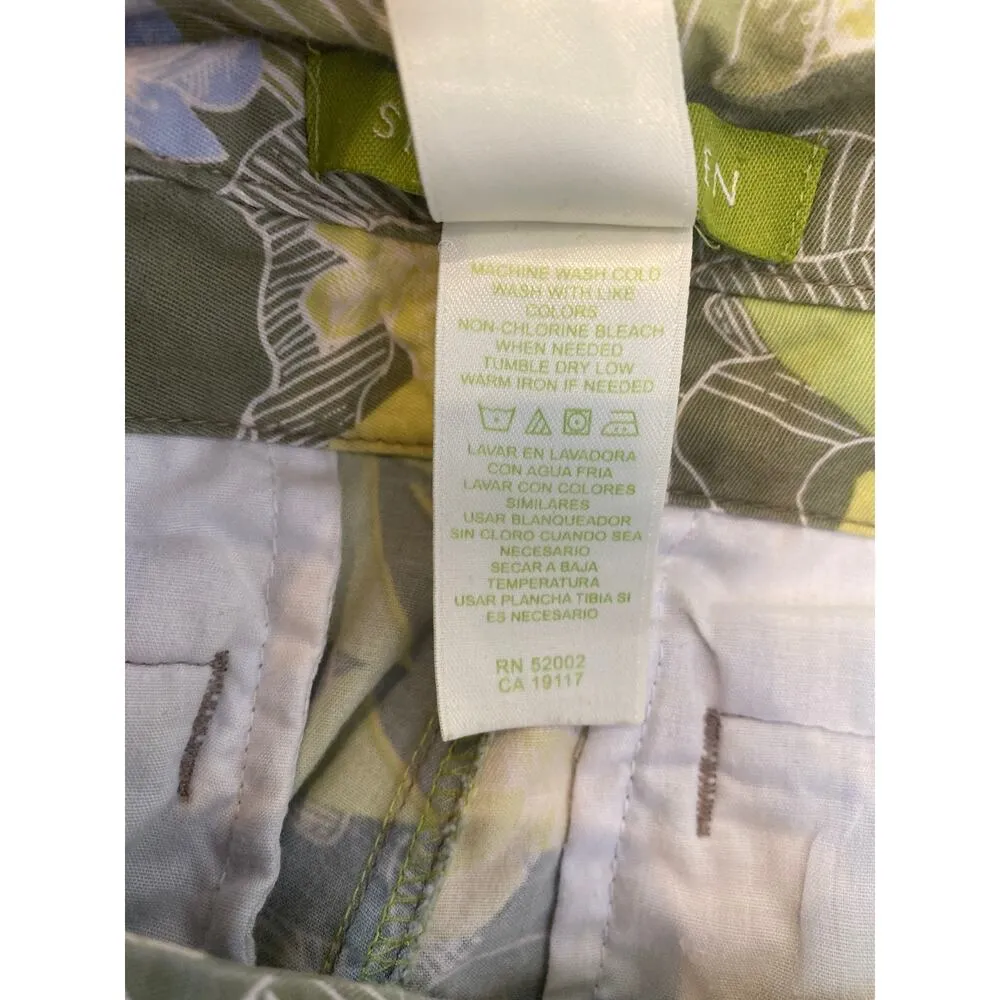 S
EN
MACHINE WASH COLD
WASH WITH LIKE
COLORS
NON-CHLORINE BLEACH
WHEN NEEDED
TUMBLE DRY LOW
WARM IRON IF NEEDED
LAVAR EN LAVADORA
CON AGUA FRIA
LAVAR CON COLORES
SIMILARES
USAR BLANQUEADOR
SIN CLORO CUANDO SEA
NECESARIO
SECAR A BAJA
TEMPERATURA
USAR PLANCHA TIBIA SI
ES NECESARIO
RN 52002
CA 19117